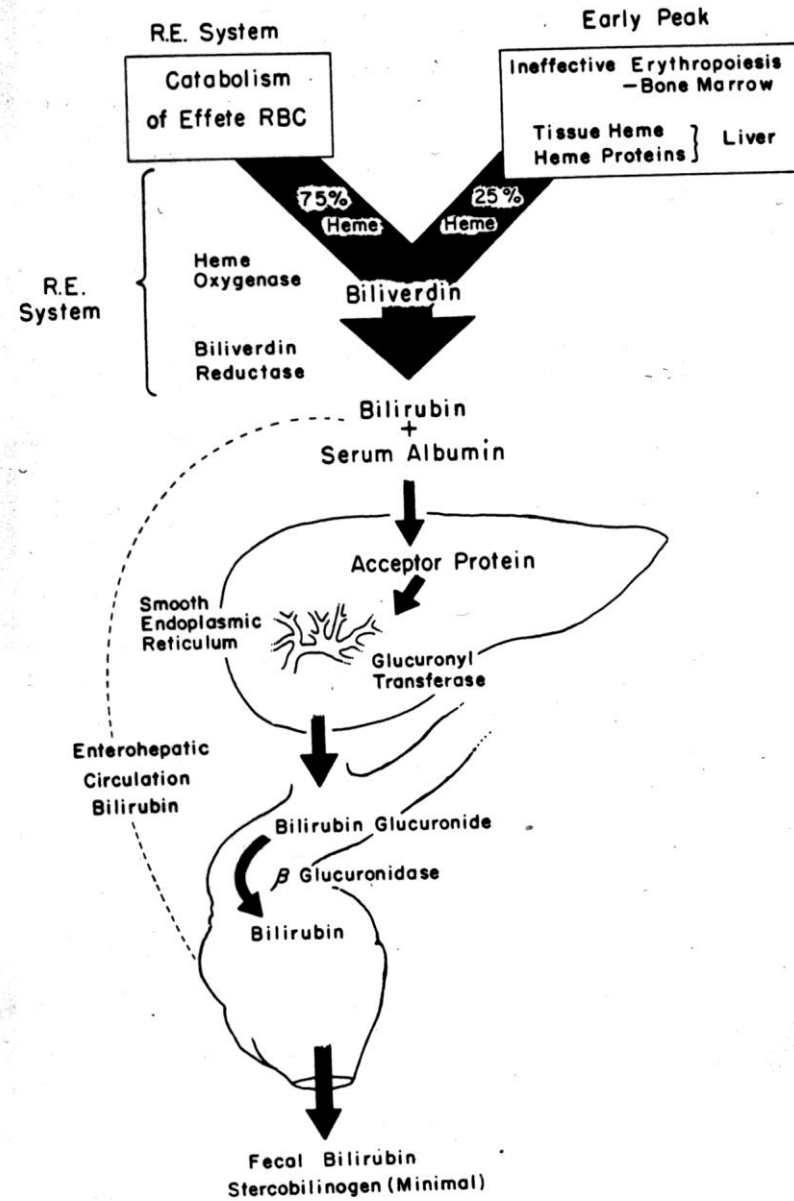 R.E. System
Catabolism
of Effete RBC
Early Peak
Ineffective Erythropoiesis
—Bone Marrow
Tissue Heme
Heme Proteins } Liver
75%
Heme
25%
Heme
R.E.
System
Heme
Oxygenase
Biliverdin
Biliverdin
Reductase
Bilirubin
+
Serum Albumin
Acceptor Protein
Smooth
Endoplasmic
Reticulum
Glucuronyl
Transferase
Enterohepatic
Circulation
Bilirubin
Bilirubin Glucuronide
β Glucuronidase
Bilirubin
Fecal Bilirubin
Stercobilinogen (Minimal)